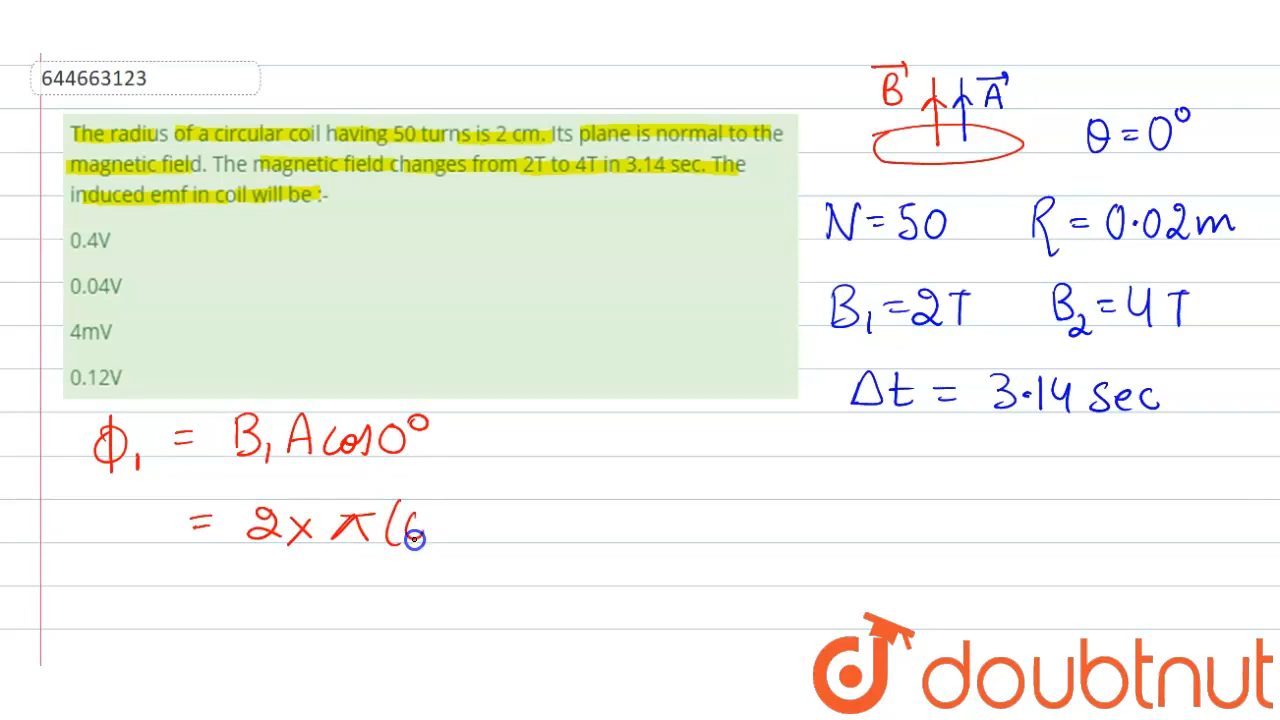 644663123
The radius of a circular coil having 50 turns is 2 cm. Its plane is normal to the
magnetic field. The magnetic field changes from 2T to 4T in 3.14 sec. The
induced emf in coil will be :-
0.4V
0.04V
4mV
0.12V
B⃗ A⃗ θ = 0°
N = 50 R = 0.02m
B₁ = 2T B₂ = 4T
Δt = 3.14 sec
ϕ₁ = B₁ A cos 0°
= 2 x π (
doubtnut